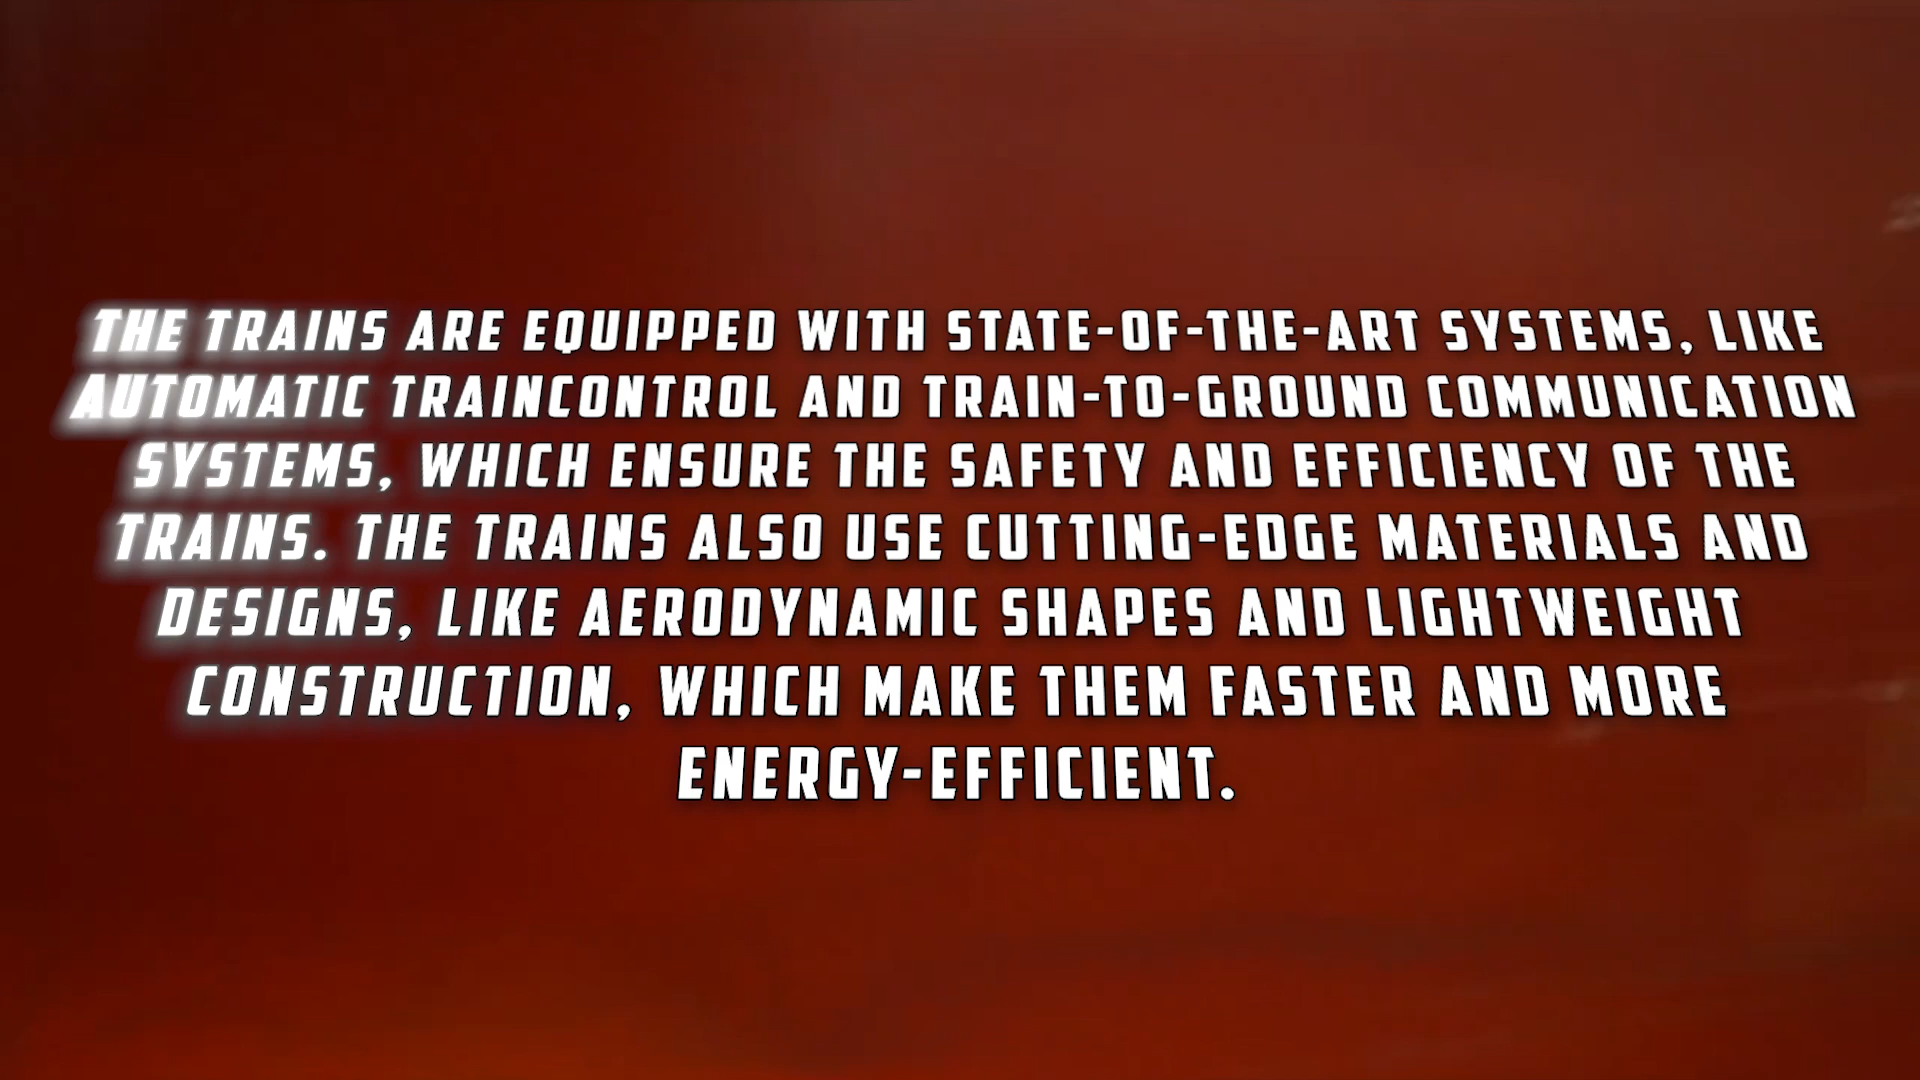 THE TRAINS ARE EQUIPPED WITH STATE-OF-THE-ART SYSTEMS, LIKE
AUTOMATIC TRAINCONTROL AND TRAIN-TO-GROUND COMMUNICATION
SYSTEMS, WHICH ENSURE THE SAFETY AND EFFICIENCY OF THE
TRAINS. THE TRAINS ALSO USE CUTTING-EDGE MATERIALS AND
DESIGNS, LIKE AERODYNAMIC SHAPES AND LIGHTWEIGHT
CONSTRUCTION, WHICH MAKE THEM FASTER AND MORE
ENERGY-EFFICIENT.